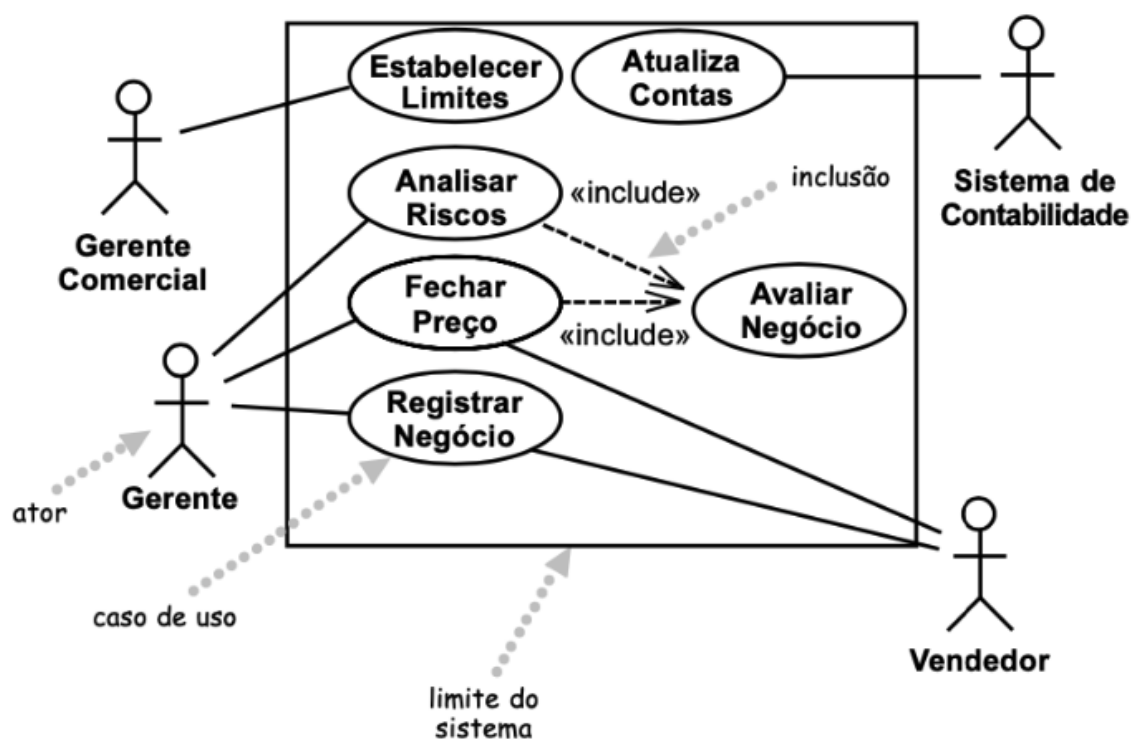 Estabelecer
Limites
Atualiza
Contas
Gerente
Comercial
Sistema de
Contabilidade
Analisar
Riscos
«include»
inclusão
Fechar
Preço
«include»
Avaliar
Negócio
Registrar
Negócio
Gerente
ator
caso de uso
limite do
sistema
Vendedor